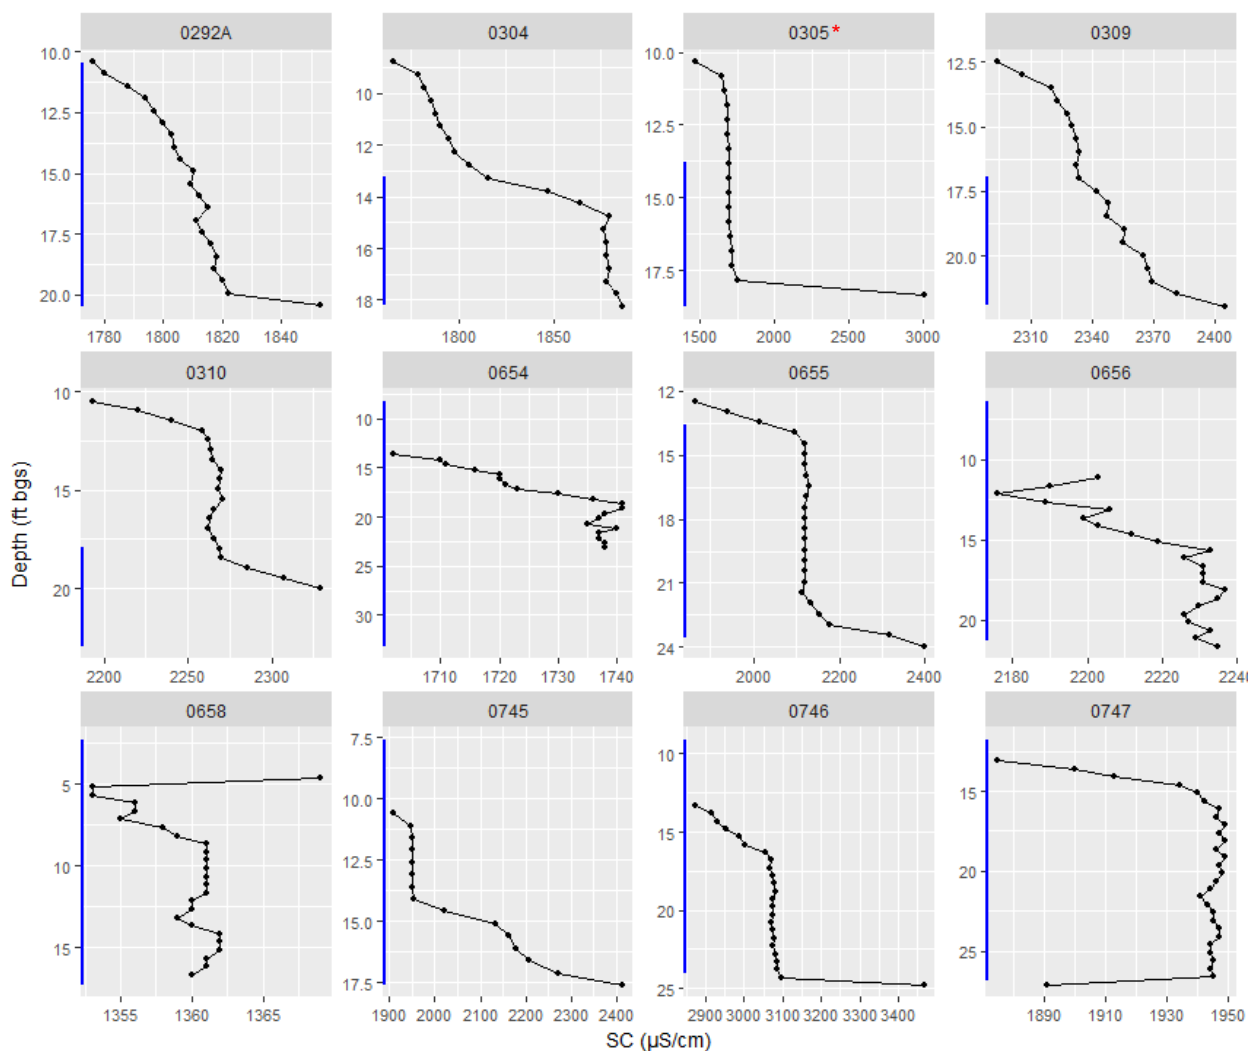 0292A 0304 0305* 0309
10.0 12.5 15.0 17.5 20.0
10 12 14 16 18
10.0 12.5 15.0 17.5
12.5 15.0 17.5 20.0
1780 1800 1820 1840
1800 1850
1500 2000 2500 3000
2310 2340 2370 2400
0310 0654 0655 0656
10 15 20
10 15 20 25 30
12 15 18 21 24
10 15 20
2200 2250 2300
1710 1720 1730 1740
2000 2200 2400
2180 2200 2220 2240
0658 0745 0746 0747
5 10 15
7.5 10.0 12.5 15.0 17.5
10 15 20 25
15 20 25
1355 1360 1365
1900 2000 2100 2200 2300 2400
2900 3000 3100 3200 3300 3400
1890 1910 1930 1950
Depth (ft bgs)
SC (µS/cm)